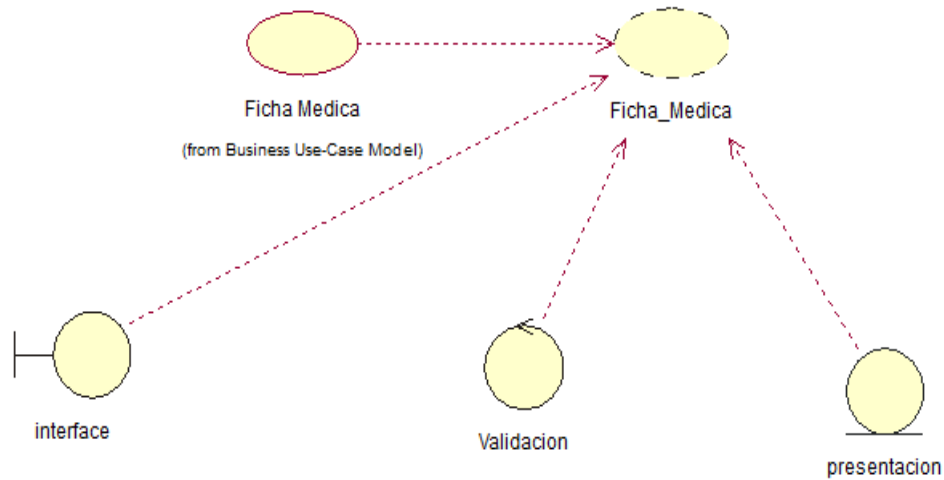 Ficha Medica
Ficha_Medica
(from Business Use-Case Model)
interface
Validacion
presentacion